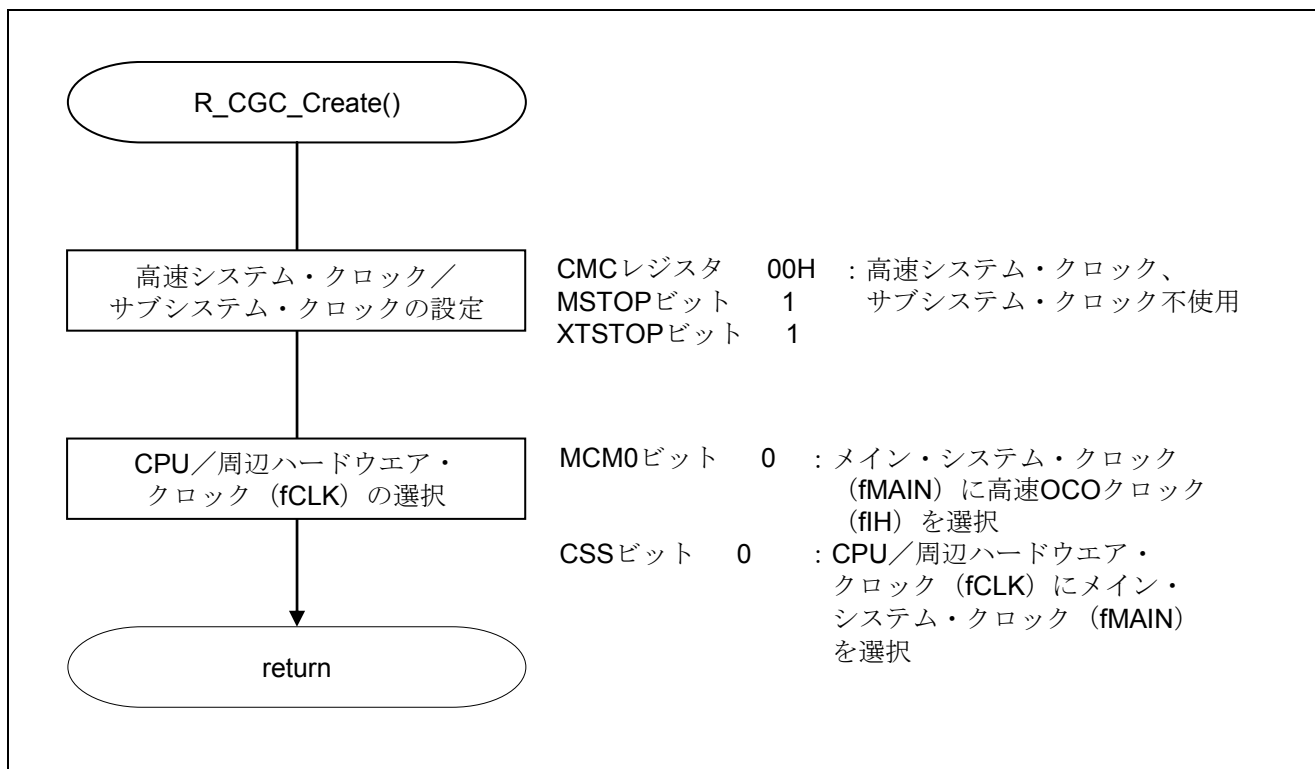 R_CGC_Create()
高速システム・クロック／
サブシステム・クロックの設定
CMCレジスタ 00H ：高速システム・クロック、
MSTOPビット 1 サブシステム・クロック不使用
XTSTOPビット 1
CPU／周辺ハードウエア・
クロック（fCLK）の選択
MCM0ビット 0 ：メイン・システム・クロック
（fMAIN）に高速OCOクロック
（fIH）を選択
CSSビット 0 ：CPU／周辺ハードウエア・
クロック（fCLK）にメイン・
システム・クロック（fMAIN）
を選択
return